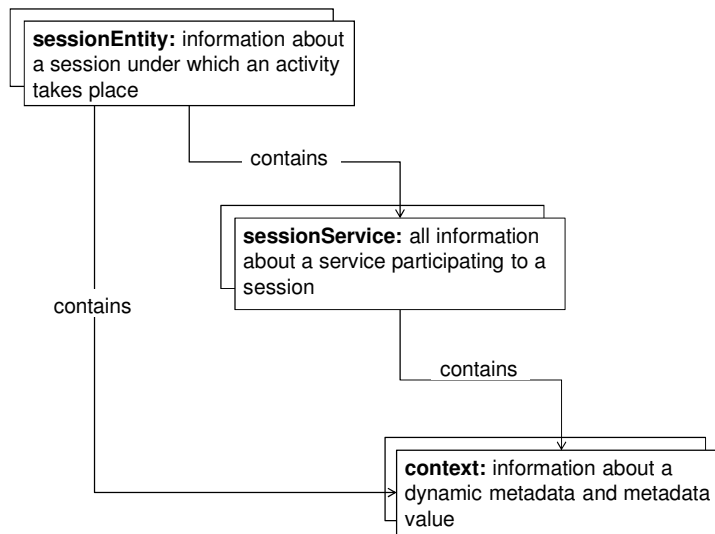 sessionEntity: information about
a session under which an activity
takes place
contains
sessionService: all information
about a service participating to a
session
contains
contains
context: information about a
dynamic metadata and metadata
value